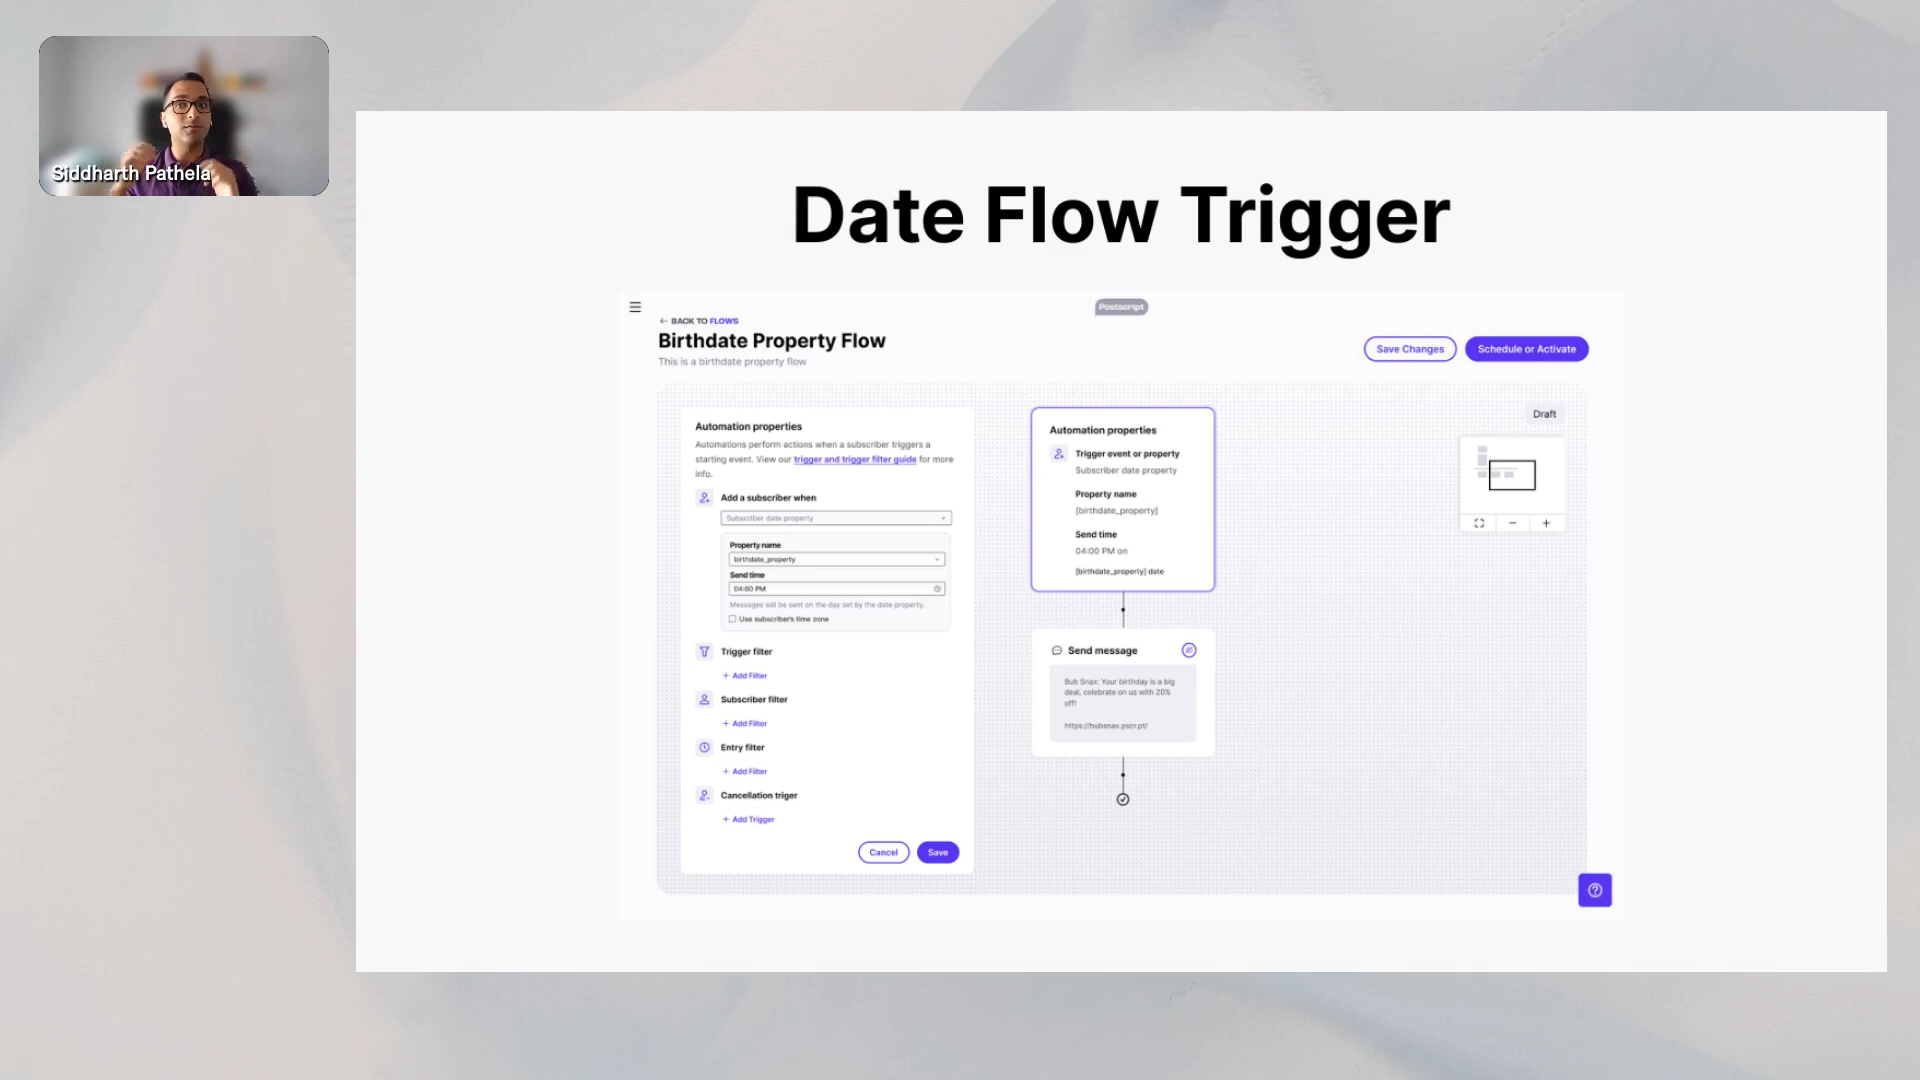 Siddharth Pathela
Date Flow Trigger
Postscript
← BACK TO FLOWS
Birthdate Property Flow
This is a birthdate property flow
Save Changes
Schedule or Activate
Automation properties
Automations perform actions when a subscriber triggers a
starting event. View our trigger and trigger filter guide for more
info.
Add a subscriber when
Subscriber date property
Property name
birthdate_property
Send time
04:00 PM
Messages will be sent on the day set by the date property.
Use subscriber's time zone
Trigger filter
+ Add Filter
Subscriber filter
+ Add Filter
Entry filter
+ Add Filter
Cancellation triger
+ Add Trigger
Cancel
Save
Automation properties
Trigger event or property
Subscriber date property
Property name
[birthdate_property]
Send time
04:00 PM on
[birthdate_property] date
Send message
Bub Snax: Your birthday is a big
deal, celebrate on us with 20%
off!
https://bubsnax.pscr.pt/
Draft